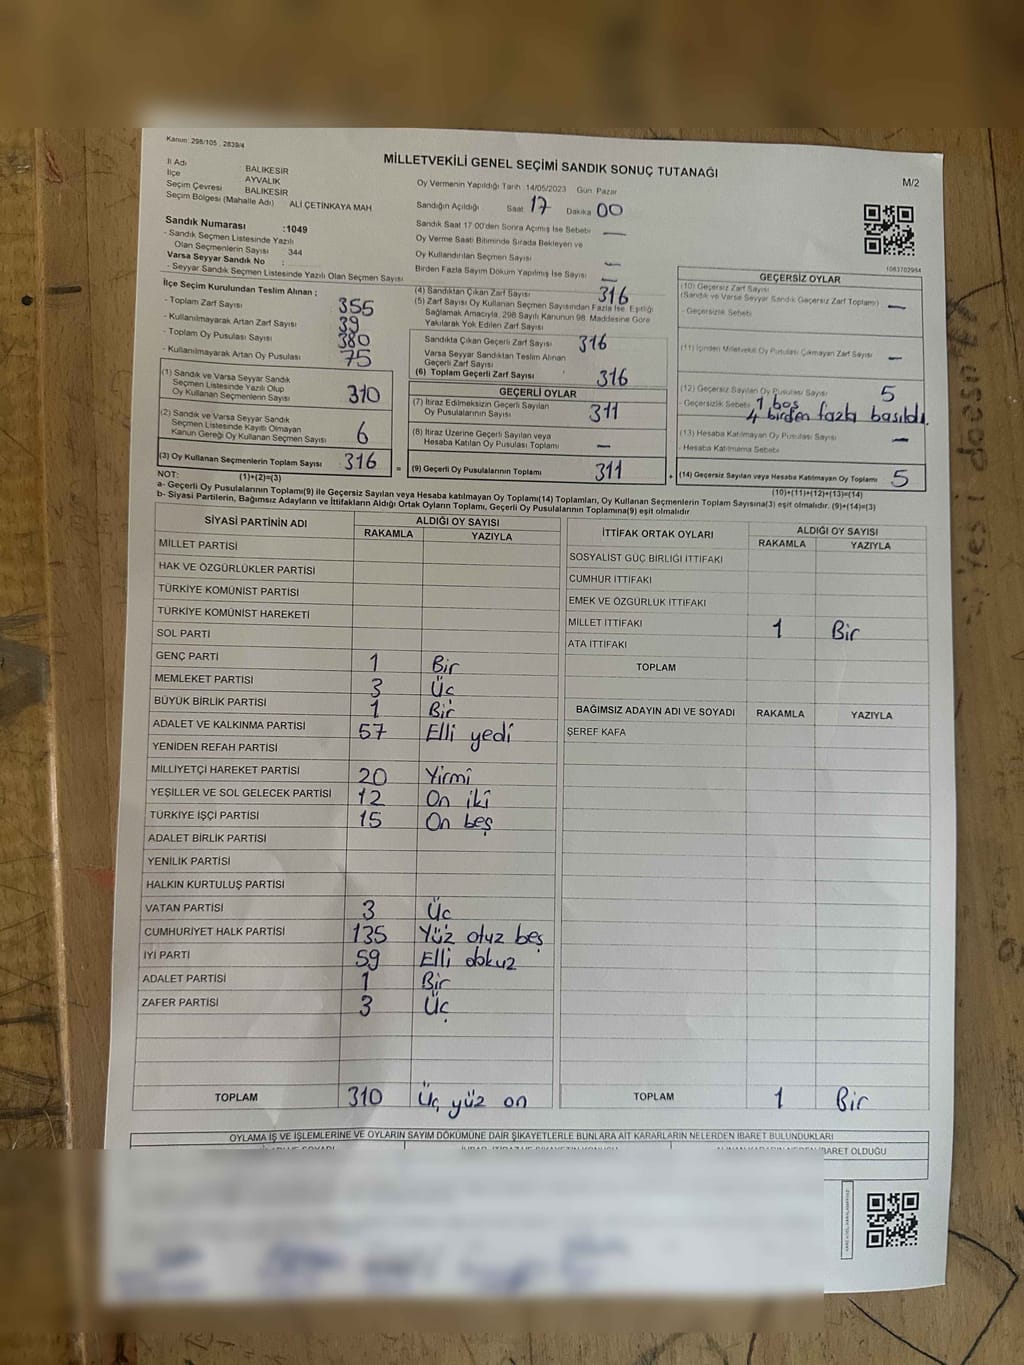 Kanun: 298/105 , 2839/4
MİLLETVEKİLİ GENEL SEÇİMİ SANDIK SONUÇ TUTANAĞI
M/2
İl Adı : BALIKESİR
İlçe AYVALIK
Seçim Çevresi BALIKESİR
Seçim Bölgesi (Mahalle Adı) ALİ ÇETİNKAYA MAH
Sandık Numarası :1049
- Sandık Seçmen Listesinde Yazılı
Olan Seçmenlerin Sayısı : 344
Varsa Seyyar Sandık No :
- Seyyar Sandık Seçmen Listesinde Yazılı Olan Seçmen Sayısı
Oy Vermenin Yapıldığı Tarih 14/05/2023 Gün: Pazar
Sandığın Açıldığı Saat 17 Dakika 00
Sandık Saat 17 00'den Sonra Açılmış İse Sebebi —
Oy Verme Saati Bitiminde Sırada Bekleyen ve
Oy Kullandırılan Seçmen Sayısı —
Birden Fazla Sayım Döküm Yapılmış İse Sayısı —
1083702984
İlçe Seçim Kurulundan Teslim Alınan ;
- Toplam Zarf Sayısı 355
- Kullanılmayarak Artan Zarf Sayısı 39
- Toplam Oy Pusulası Sayısı 380
- Kullanılmayarak Artan Oy Pusulası 75
(1) Sandık ve Varsa Seyyar Sandık
Seçmen Listesinde Yazılı Olup
Oy Kullanan Seçmenlerin Sayısı 310
(2) Sandık ve Varsa Seyyar Sandık
Seçmen Listesinde Kayıtlı Olmayan
Kanun Gereği Oy Kullanan Seçmen Sayısı 6
(3) Oy Kullanan Seçmenlerin Toplam Sayısı 316
(1)+(2)=(3)
(4) Sandıktan Çıkan Zarf Sayısı 316
(5) Zarf Sayısı Oy Kullanan Seçmen Sayısından Fazla İse, Eşitliği
Sağlamak Amacıyla, 298 Sayılı Kanunun 98. Maddesine Göre
Yakılarak Yok Edilen Zarf Sayısı
Sandıkta Çıkan Geçerli Zarf Sayısı 316
Varsa Seyyar Sandıktan Teslim Alınan
Geçerli Zarf Sayısı
(6) Toplam Geçerli Zarf Sayısı 316
GEÇERLİ OYLAR
(7) İtiraz Edilmeksizin Geçerli Sayılan
Oy Pusulalarının Sayısı 311
(8) İtiraz Üzerine Geçerli Sayılan veya
Hesaba Katılan Oy Pusulası Toplamı —
= (9) Geçerli Oy Pusulalarının Toplamı 311
GEÇERSİZ OYLAR
(10) Geçersiz Zarf Sayısı
(Sandık ve Varsa Seyyar Sandık Geçersiz Zarf Toplamı) —
- Geçersizlik Sebebi
(11) İçinden Milletvekili Oy Pusulası Çıkmayan Zarf Sayısı —
(12) Geçersiz Sayılan Oy Pusulası Sayısı 5
- Geçersizlik Sebebi 1 boş
4 birden fazla basıldı.
(13) Hesaba Katılmayan Oy Pusulası Sayısı —
- Hesaba Katılmama Sebebi
+ (14) Geçersiz Sayılan veya Hesaba Katılmayan Oy Toplamı 5
(10)+(11)+(12)+(13)=(14)
NOT:
a- Geçerli Oy Pusulalarının Toplamı(9) ile Geçersiz Sayılan veya Hesaba katılmayan Oy Toplamı(14) Toplamları, Oy Kullanan Seçmenlerin Toplam Sayısına(3) eşit olmalıdır. (9)+(14)=(3)
b- Siyasi Partilerin, Bağımsız Adayların ve İttifakların Aldığı Ortak Oyların Toplamı, Geçerli Oy Pusulalarının Toplamına(9) eşit olmalıdır
SİYASİ PARTİNİN ADI ALDIĞI OY SAYISI
RAKAMLA YAZIYLA
MİLLET PARTİSİ
HAK VE ÖZGÜRLÜKLER PARTİSİ
TÜRKİYE KOMÜNİST PARTİSİ
TÜRKİYE KOMÜNİST HAREKETİ
SOL PARTİ
GENÇ PARTİ 1 Bir
MEMLEKET PARTİSİ 3 Üç
BÜYÜK BİRLİK PARTİSİ 1 Bir
ADALET VE KALKINMA PARTİSİ 57 Elli yedi
YENİDEN REFAH PARTİSİ
MİLLİYETÇİ HAREKET PARTİSİ 20 Yirmi
YEŞİLLER VE SOL GELECEK PARTİSİ 12 On iki
TÜRKİYE İŞÇİ PARTİSİ 15 On beş
ADALET BİRLİK PARTİSİ
YENİLİK PARTİSİ
HALKIN KURTULUŞ PARTİSİ
VATAN PARTİSİ 3 Üç
CUMHURİYET HALK PARTİSİ 135 Yüz otuz beş
İYİ PARTİ 59 Elli dokuz
ADALET PARTİSİ 1 Bir
ZAFER PARTİSİ 3 Üç
TOPLAM 310 Üç yüz on
İTTİFAK ORTAK OYLARI ALDIĞI OY SAYISI
RAKAMLA YAZIYLA
SOSYALİST GÜÇ BİRLİĞİ İTTİFAKI
CUMHUR İTTİFAKI
EMEK VE ÖZGÜRLÜK İTTİFAKI
MİLLET İTTİFAKI 1 Bir
ATA İTTİFAKI
TOPLAM
BAĞIMSIZ ADAYIN ADI VE SOYADI RAKAMLA YAZIYLA
ŞEREF KAFA
TOPLAM 1 Bir
OYLAMA İŞ VE İŞLEMLERİNE VE OYLARIN SAYIM DÖKÜMÜNE DAİR ŞİKAYETLERLE BUNLARA AİT KARARLARIN NELERDEN İBARET BULUNDUKLARI
İBARET OLDUĞU